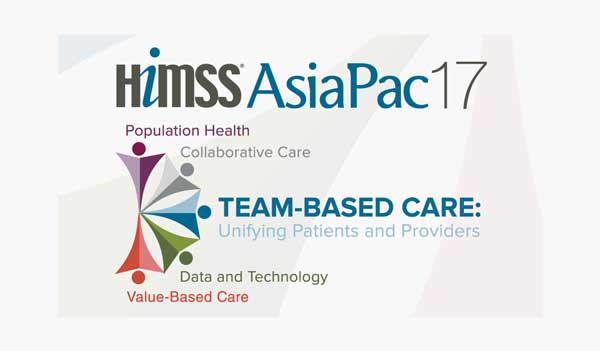 HiMSS® AsiaPac17
Population Health
Collaborative Care
TEAM-BASED CARE:
Unifying Patients and Providers
Data and Technology
Value-Based Care